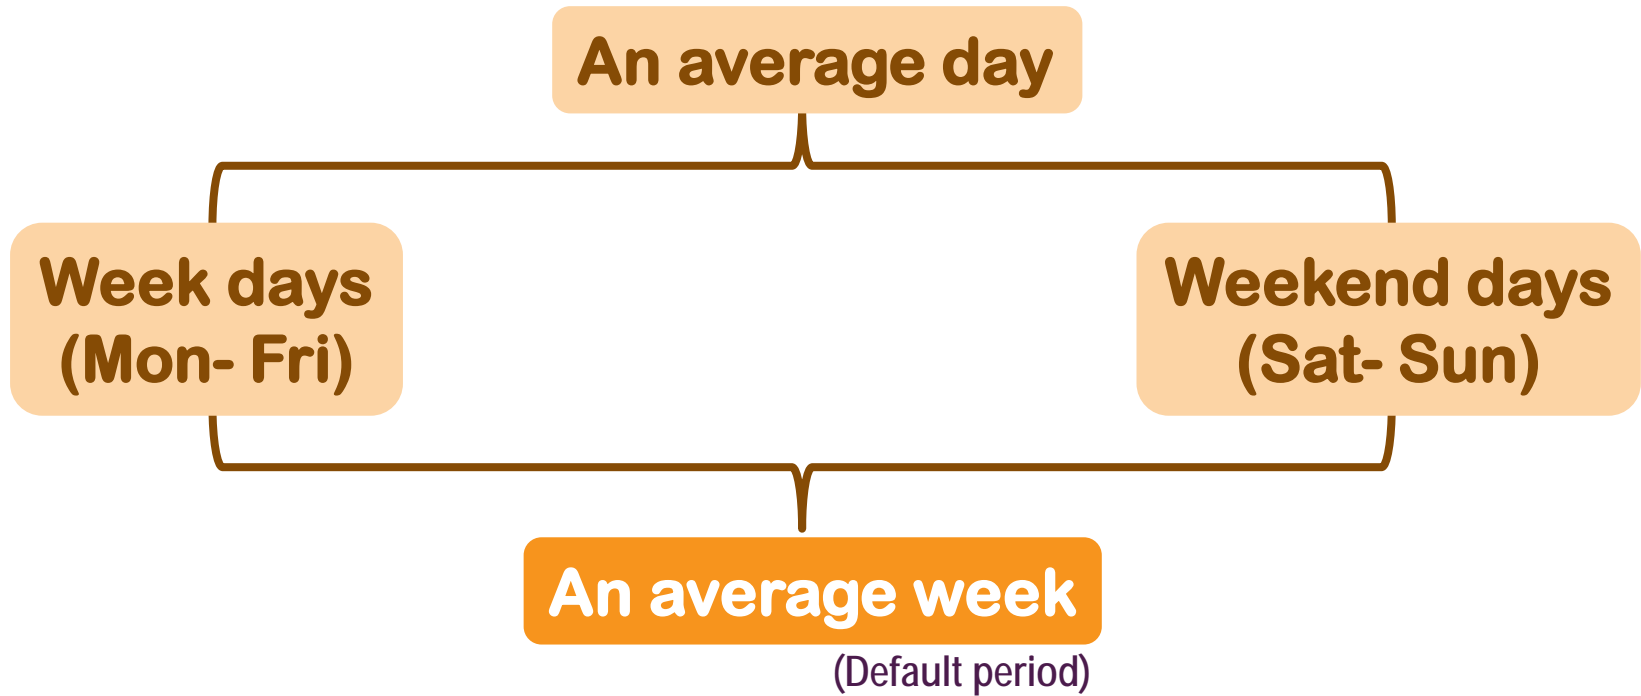 An average day
Week days
(Mon- Fri)
Weekend days
(Sat- Sun)
An average week
(Default period)